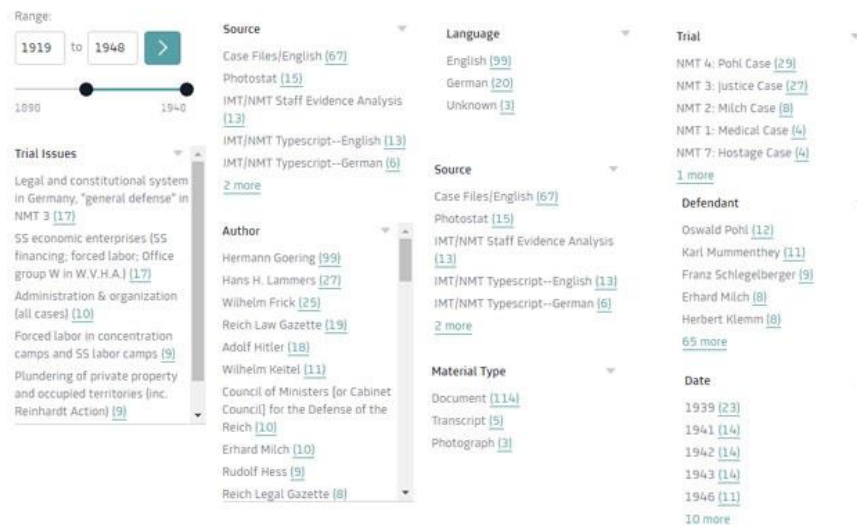 Range:
1919 to 1948
1890 1940
Trial Issues
Legal and constitutional system
in Germany, "general defense" in
NMT 3 (17)
SS economic enterprises (SS
financing; forced labor; Office
group W in W.V.H.A.) (17)
Administration & organization
(all cases) (10)
Forced labor in concentration
camps and SS labor camps (9)
Plundering of private property
and occupied territories (inc.
Reinhardt Action) (9)
Source
Case Files/English (67)
Photostat (15)
IMT/NMT Staff Evidence Analysis
(13)
IMT/NMT Typescript--English (13)
IMT/NMT Typescript--German (6)
2 more
Author
Hermann Goering (99)
Hans H. Lammers (27)
Wilhelm Frick (25)
Reich Law Gazette (19)
Adolf Hitler (18)
Wilhelm Keitel (11)
Council of Ministers [or Cabinet
Council] for the Defense of the
Reich (10)
Erhard Milch (10)
Rudolf Hess (9)
Reich Legal Gazette (8)
Language
English (99)
German (20)
Unknown (3)
Source
Case Files/English (67)
Photostat (15)
IMT/NMT Staff Evidence Analysis
(13)
IMT/NMT Typescript--English (13)
IMT/NMT Typescript--German (6)
2 more
Material Type
Document (114)
Transcript (5)
Photograph (3)
Trial
NMT 4: Pohl Case (29)
NMT 3: Justice Case (27)
NMT 2: Milch Case (8)
NMT 1: Medical Case (4)
NMT 7: Hostage Case (4)
1 more
Defendant
Oswald Pohl (12)
Karl Mummenthey (11)
Franz Schlegelberger (9)
Erhard Milch (8)
Herbert Klemm (8)
65 more
Date
1939 (23)
1941 (14)
1942 (14)
1943 (14)
1946 (11)
10 more